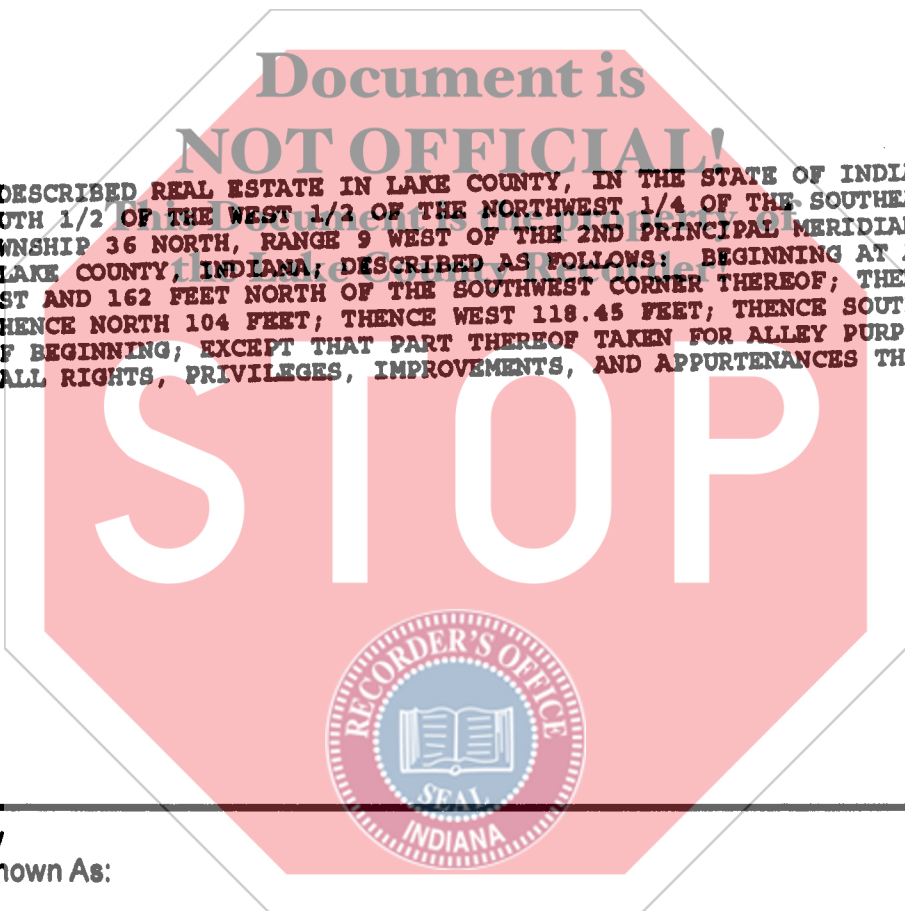 Document is
NOT OFFICIAL!
DESCRIBED REAL ESTATE IN LAKE COUNTY, IN THE STATE OF INDI
UTH 1/2 OF THE WEST 1/2 OF THE NORTHWEST 1/4 OF THE SOUTHE
This Document is the property of
WNSHIP 36 NORTH, RANGE 9 WEST OF THE 2ND PRINCIPAL MERIDIA
LAKE COUNTY, INDIANA; DESCRIBED AS FOLLOWS: BEGINNING AT
the Lake County Recorder!
ST AND 162 FEET NORTH OF THE SOUTHWEST CORNER THEREOF; THE
HENCE NORTH 104 FEET; THENCE WEST 118.45 FEET; THENCE SOUT
F BEGINNING; EXCEPT THAT PART THEREOF TAKEN FOR ALLEY PURP
ALL RIGHTS, PRIVILEGES, IMPROVEMENTS, AND APPURTENANCES TH
STOP
RECORDER'S OFFICE
SEAL
INDIANA
nown As: